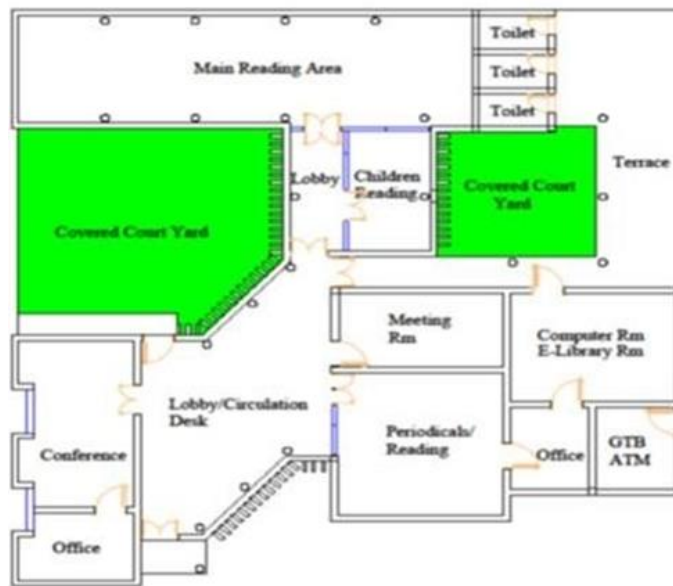 Toilet
Main Reading Area
Toilet
Toilet
Terrace
Lobby
Children
Reading
Covered Court
Yard
Covered Court Yard
Meeting
Rm
Computer Rm
E-Library Rm
Lobby/Circulation
Desk
Periodicals/
Reading
Conference
Office
GTB
ATM
Office